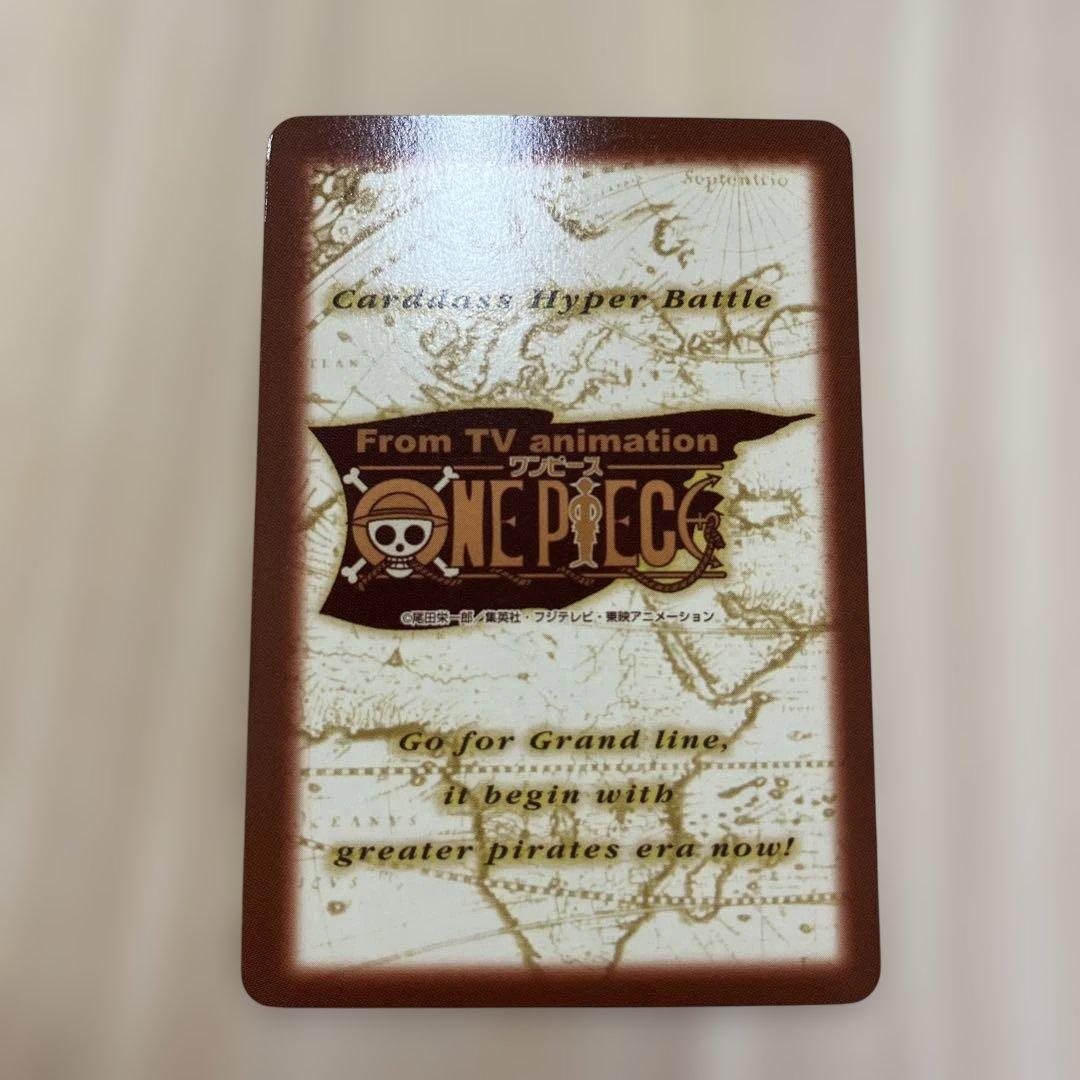 Septentrio
Carddass Hyper Battle
From TV animation
ワンピース
ONE PIECE
©尾田栄一郎／集英社・フジテレビ・東映アニメーション
Go for Grand line,
it begin with
greater pirates era now!